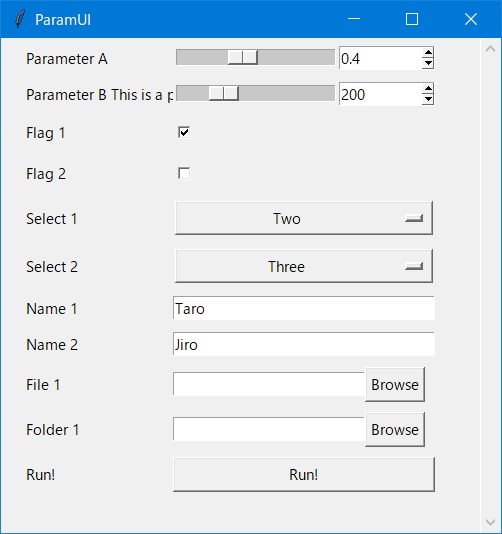 ParamUI
Parameter A 0.4
Parameter B This is a p 200
Flag 1
Flag 2
Select 1 Two
Select 2 Three
Name 1 Taro
Name 2 Jiro
File 1 Browse
Folder 1 Browse
Run! Run!